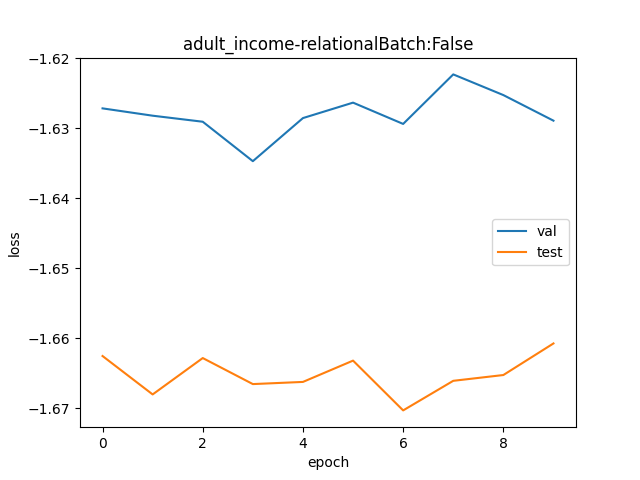 adult_income-relationalBatch:False
−1.62
−1.63
−1.64
−1.65
−1.66
−1.67
loss
val
test
0
2
4
6
8
epoch